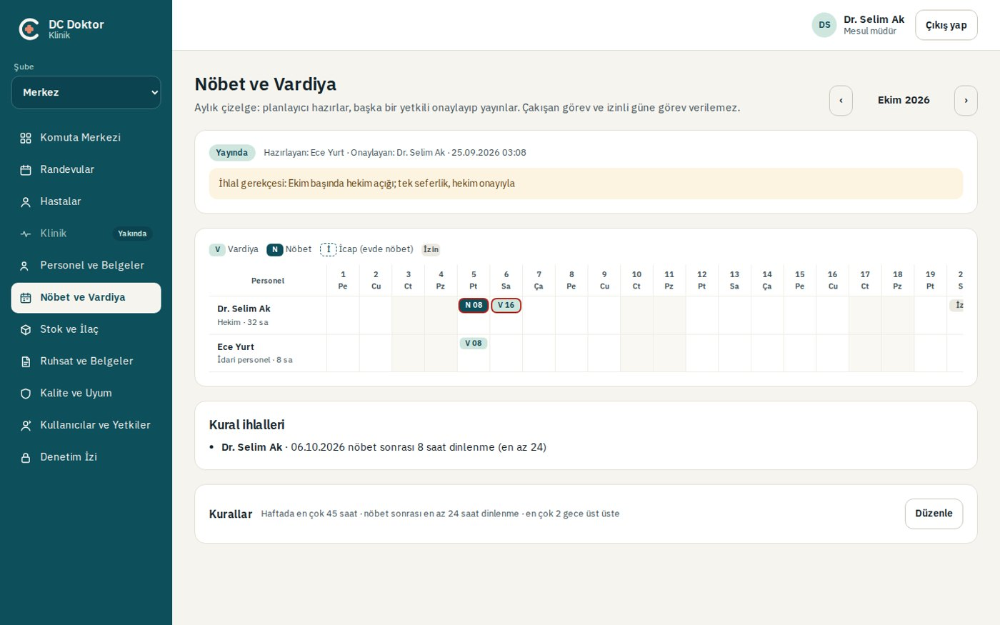 DC Doktor
Klinik
Şube
Merkez
Komuta Merkezi
Randevular
Hastalar
Klinik Yakında
Personel ve Belgeler
Nöbet ve Vardiya
Stok ve İlaç
Ruhsat ve Belgeler
Kalite ve Uyum
Kullanıcılar ve Yetkiler
Denetim İzi
DS Dr. Selim Ak
Mesul müdür
Çıkış yap
Nöbet ve Vardiya
Aylık çizelge: planlayıcı hazırlar, başka bir yetkili onaylayıp yayınlar. Çakışan görev ve izinli güne görev verilemez.
‹ Ekim 2026 ›
Yayında Hazırlayan: Ece Yurt · Onaylayan: Dr. Selim Ak · 25.09.2026 03:08
İhlal gerekçesi: Ekim başında hekim açığı; tek seferlik, hekim onayıyla
V Vardiya N Nöbet İ İcap (evde nöbet) İzin
Personel 1 2 3 4 5 6 7 8 9 10 11 12 13 14 15 16 17 18 19 2
Pe Cu Ct Pz Pt Sa Ça Pe Cu Ct Pz Pt Sa Ça Pe Cu Ct Pz Pt S
Dr. Selim Ak N 08 V 16 İz
Hekim · 32 sa
Ece Yurt V 08
İdari personel · 8 sa
Kural ihlalleri
• Dr. Selim Ak · 06.10.2026 nöbet sonrası 8 saat dinlenme (en az 24)
Kurallar Haftada en çok 45 saat · nöbet sonrası en az 24 saat dinlenme · en çok 2 gece üst üste
Düzenle